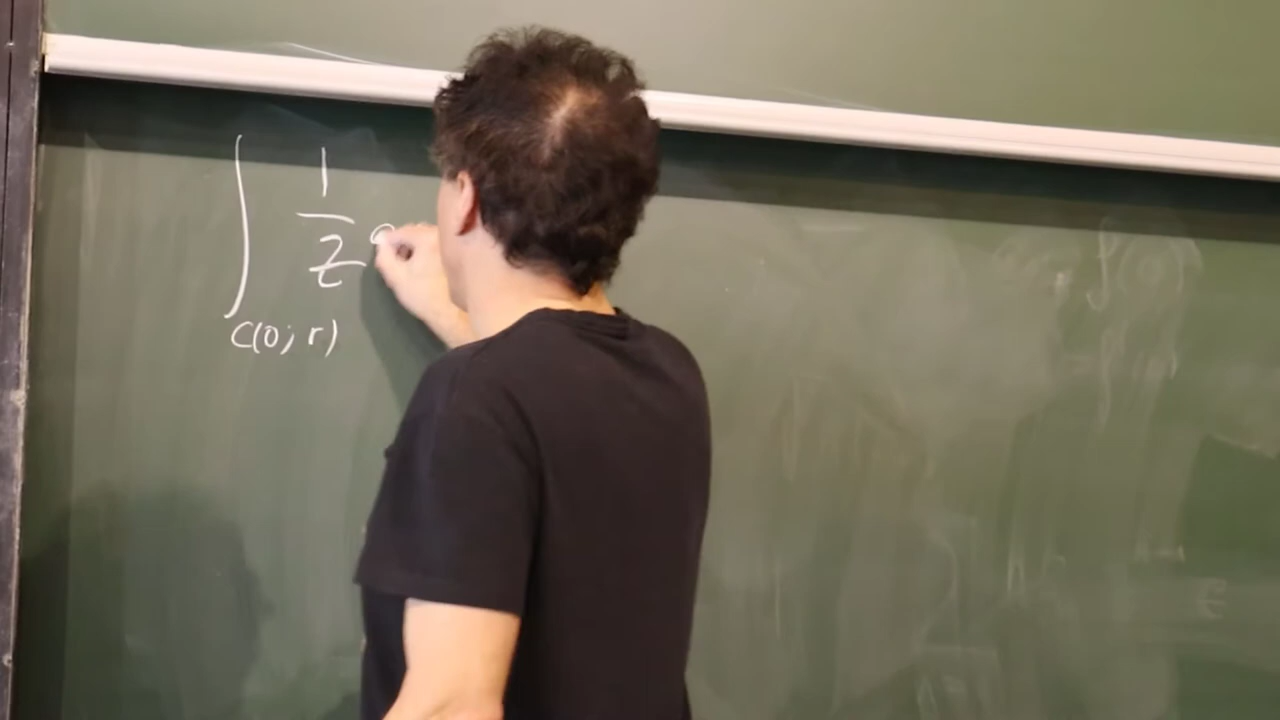 ∫ 1/z
C(0; r)